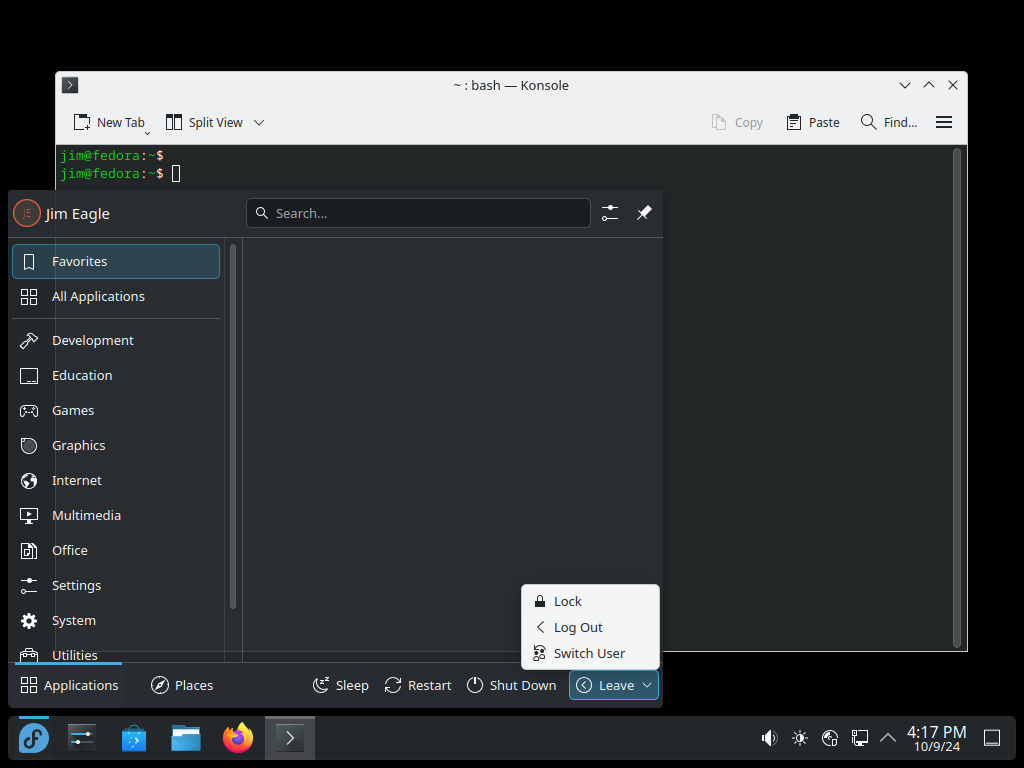 ~ : bash — Konsole
New Tab
Split View
Copy
Paste
Find...
jim@fedora:~$
jim@fedora:~$
JE
Jim Eagle
Search...
Favorites
All Applications
Development
Education
Games
Graphics
Internet
Multimedia
Office
Settings
System
Utilities
Lock
Log Out
Switch User
Applications
Places
Sleep
Restart
Shut Down
Leave
4:17 PM
10/9/24